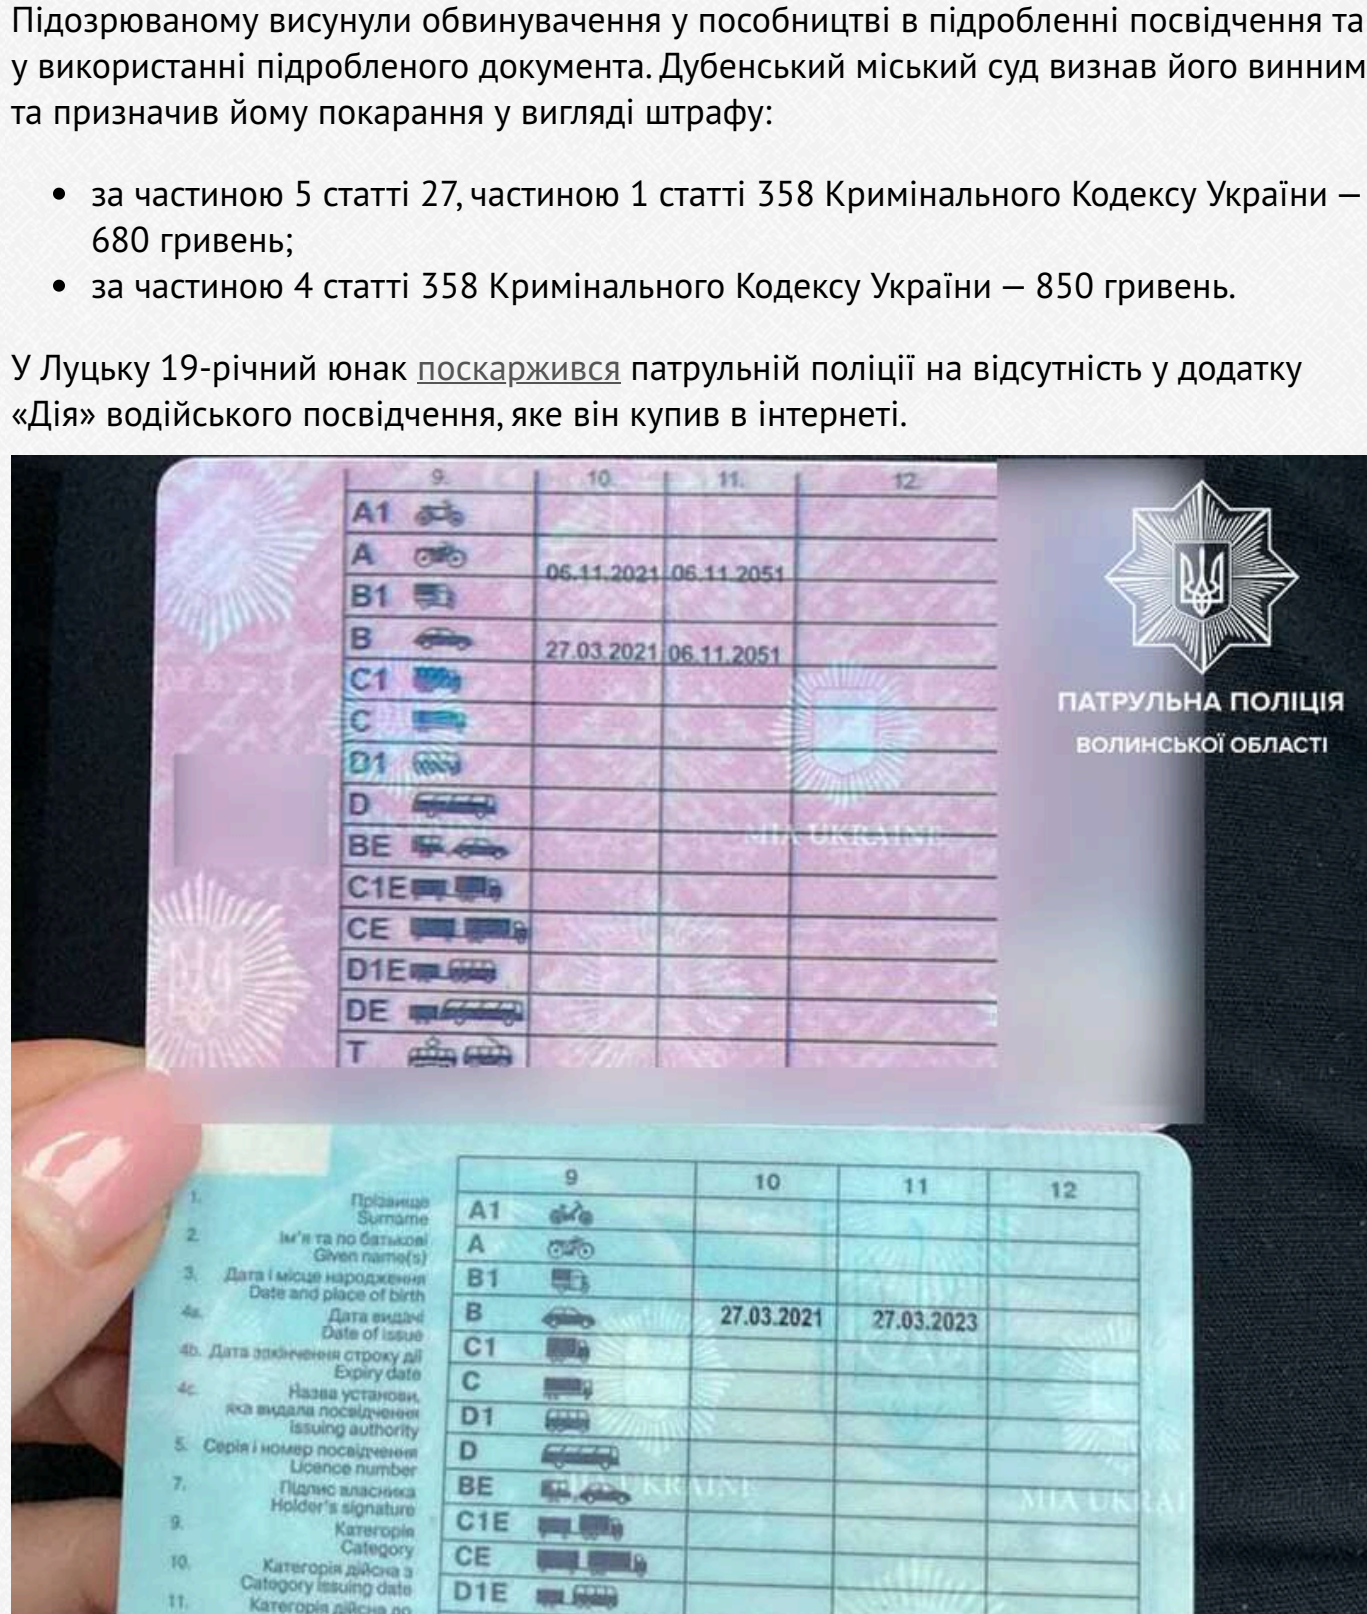 Підозрюваному висунули обвинувачення у пособництві в підробленні посвідчення та
у використанні підробленого документа. Дубенський міський суд визнав його винним
та призначив йому покарання у вигляді штрафу:
• за частиною 5 статті 27, частиною 1 статті 358 Кримінального Кодексу України —
680 гривень;
• за частиною 4 статті 358 Кримінального Кодексу України — 850 гривень.
У Луцьку 19-річний юнак поскаржився патрульній поліції на відсутність у додатку
«Дія» водійського посвідчення, яке він купив в інтернеті.
9. 10. 11. 12.
A1
A 06.11.2021 06.11.2051
B1
B 27.03.2021 06.11.2051
C1
C
D1
D
BE
C1E
CE
D1E
DE
T
MIA UKRAINE
ПАТРУЛЬНА ПОЛІЦІЯ
ВОЛИНСЬКОЇ ОБЛАСТІ
1. Прізвище
Surname
2. Ім'я та по батькові
Given name(s)
3. Дата і місце народження
Date and place of birth
4a. Дата видачі
Date of issue
4b. Дата закінчення строку дії
Expiry date
4c. Назва установи,
яка видала посвідчення
Issuing authority
5. Серія і номер посвідчення
Licence number
7. Підпис власника
Holder's signature
9. Категорія
Category
10. Категорія дійсна з
Category issuing date
11. Категорія дійсна до
9 10 11 12
A1
A
B1
B 27.03.2021 27.03.2023
C1
C
D1
D
BE
C1E
CE
D1E
KRAINE
MIA UKRAI